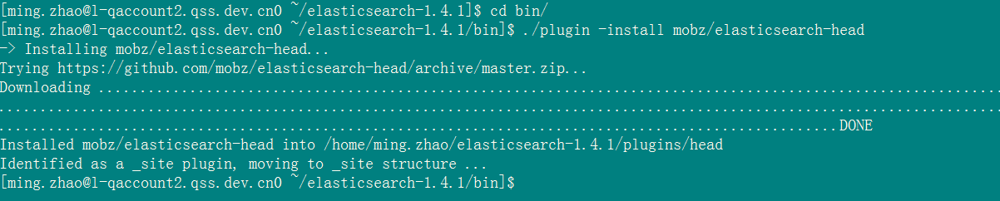 [ming.zhao@l-qaccount2.qss.dev.cn0 ~/elasticsearch-1.4.1]$ cd bin/
[ming.zhao@l-qaccount2.qss.dev.cn0 ~/elasticsearch-1.4.1/bin]$ ./plugin -install mobz/elasticsearch-head
-> Installing mobz/elasticsearch-head...
Trying https://github.com/mobz/elasticsearch-head/archive/master.zip...
Downloading .............................................................................................................
........................................................................................................................
.....................................................................................................DONE
Installed mobz/elasticsearch-head into /home/ming.zhao/elasticsearch-1.4.1/plugins/head
Identified as a _site plugin, moving to _site structure ...
[ming.zhao@l-qaccount2.qss.dev.cn0 ~/elasticsearch-1.4.1/bin]$